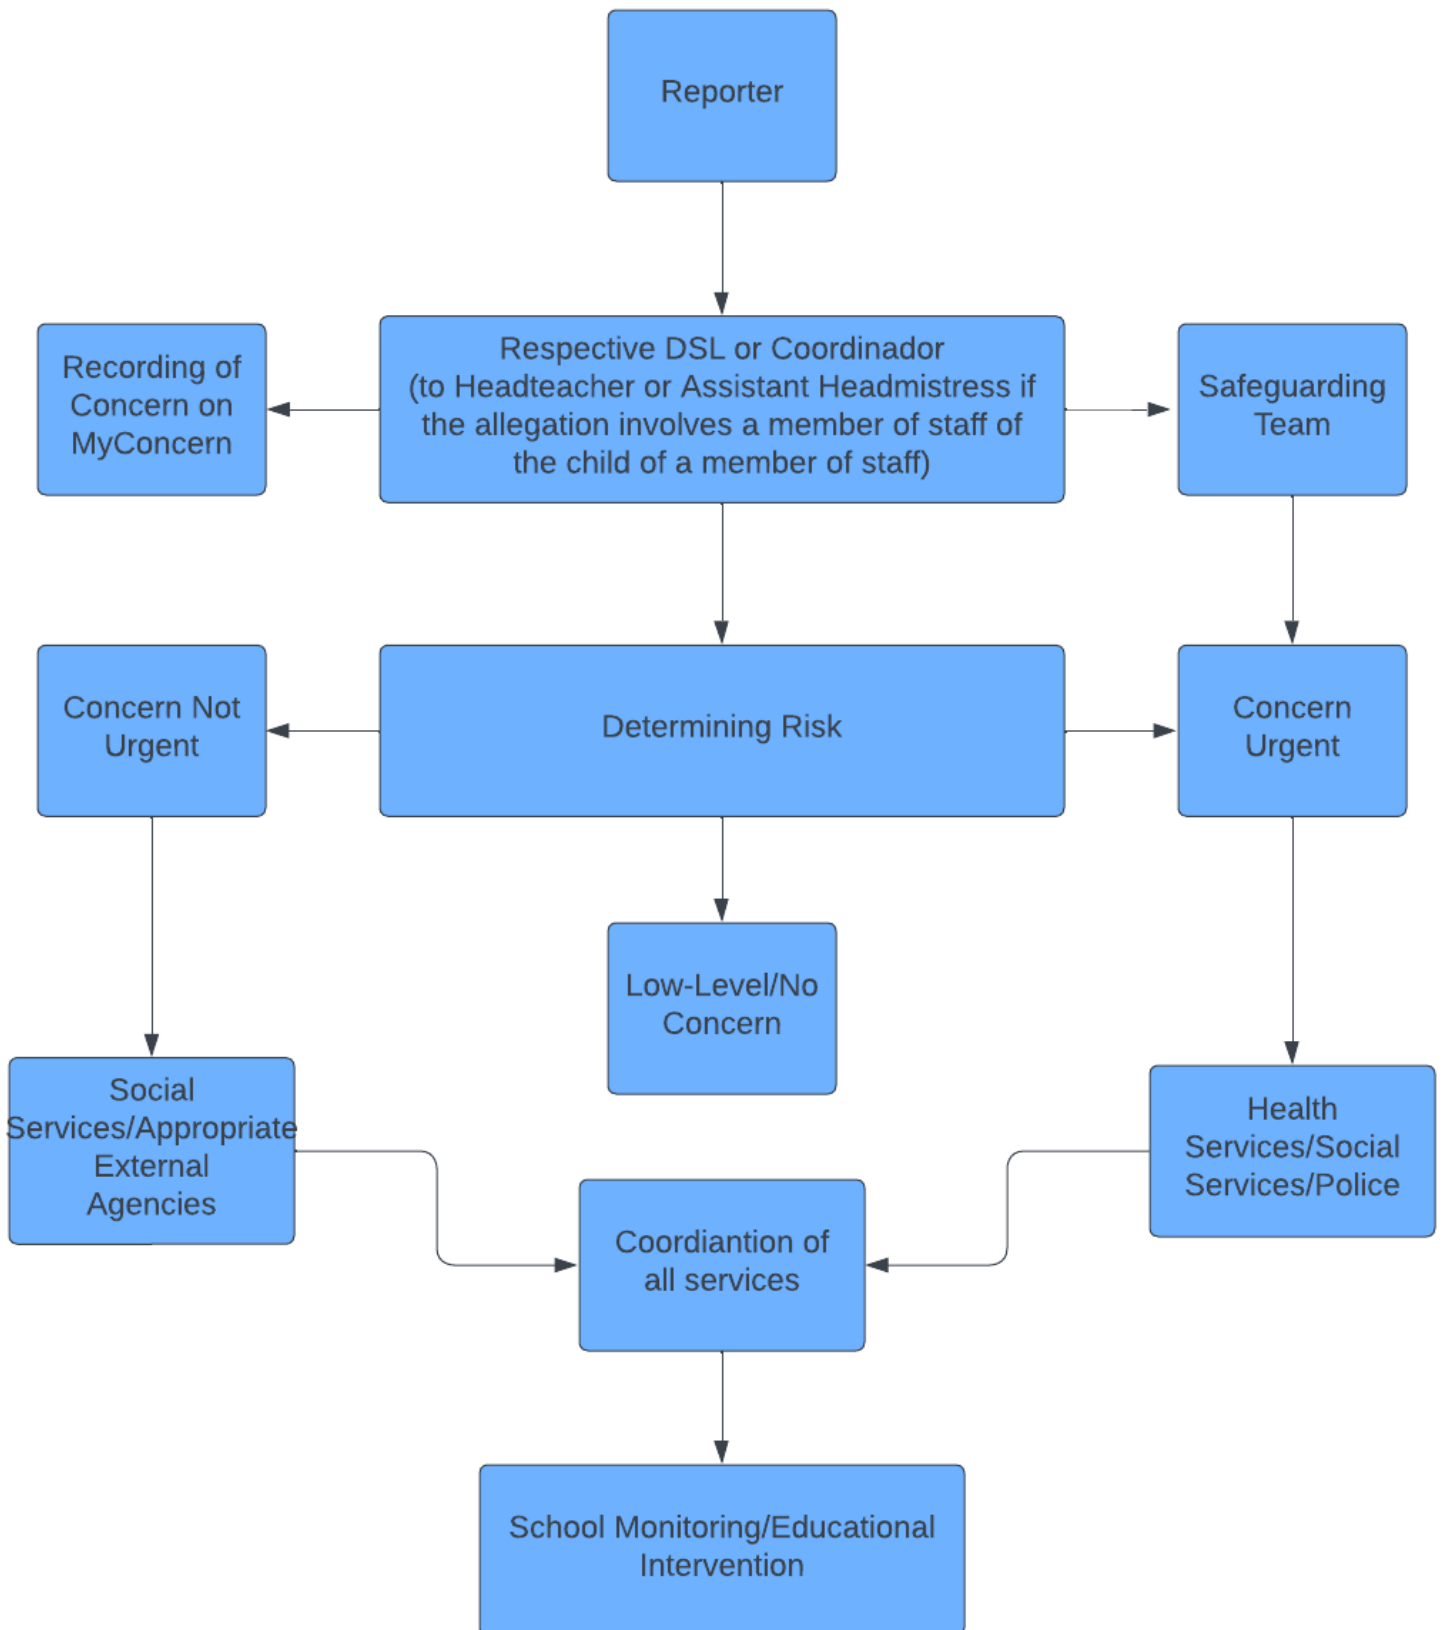 Reporter
Recording of
Concern on
MyConcern
Respective DSL or Coordinador
(to Headteacher or Assistant Headmistress if
the allegation involves a member of staff of
the child of a member of staff)
Safeguarding
Team
Concern Not
Urgent
Determining Risk
Concern
Urgent
Low-Level/No
Concern
Social
Services/Appropriate
External
Agencies
Health
Services/Social
Services/Police
Coordiantion of
all services
School Monitoring/Educational
Intervention